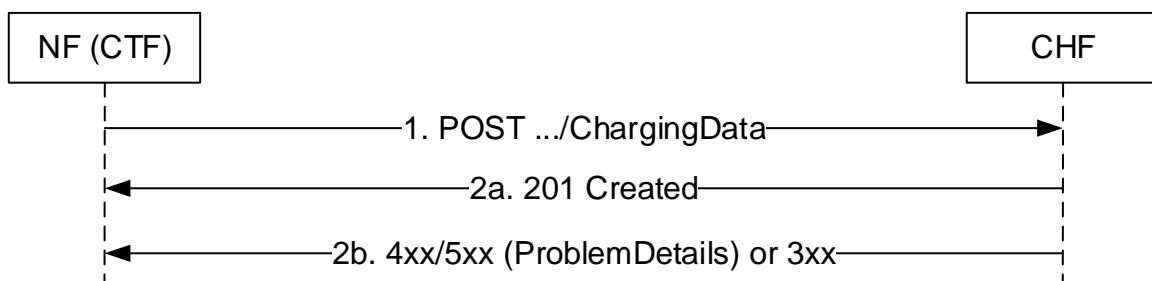 NF (CTF)
CHF
1. POST .../ChargingData
2a. 201 Created
2b. 4xx/5xx (ProblemDetails) or 3xx